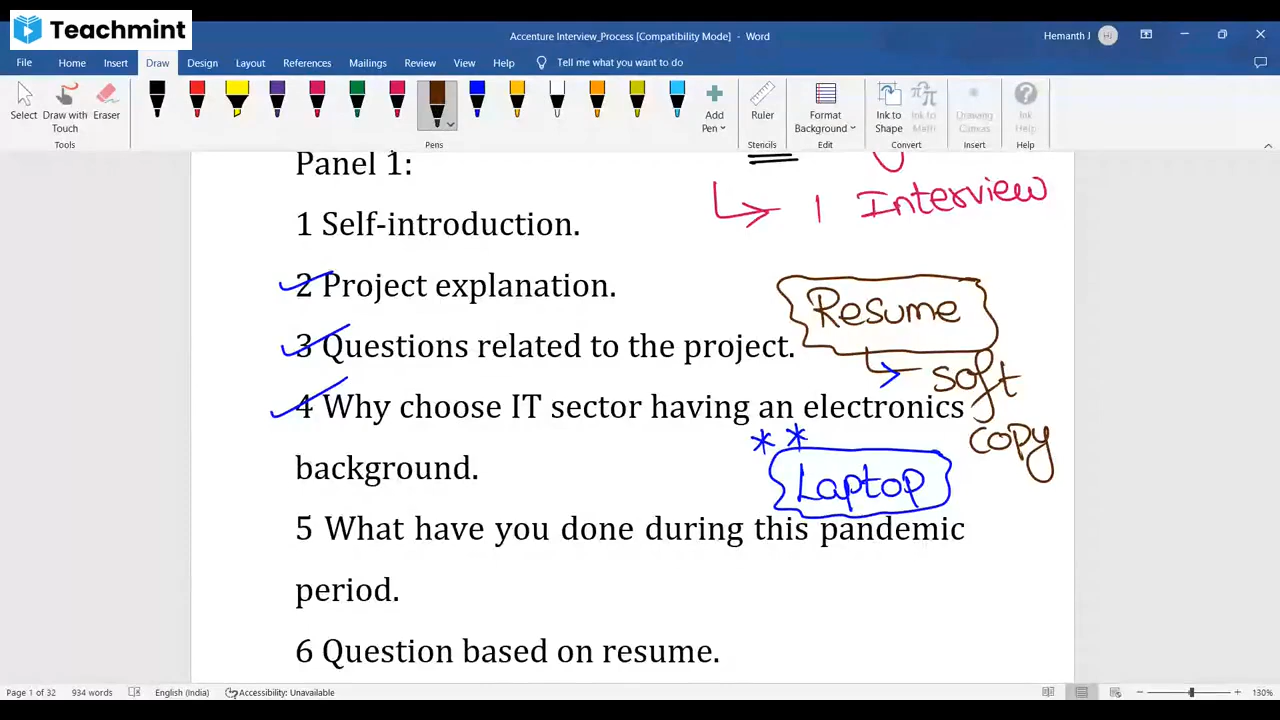 Teachmint
Accenture Interview_Process [Compatibility Mode] - Word
Hemanth J
HJ
File Home Insert Draw Design Layout References Mailings Review View Help Tell me what you want to do
Select
Draw with Touch
Eraser
Add Pen
Ruler
Format Background
Ink to Shape
Ink to Math
Drawing Canvas
Ink Help
Tools Pens Stencils Edit Convert Insert Help
Panel 1:
1 Interview
1 Self-introduction.
2 Project explanation.
Resume
3 Questions related to the project.
soft
copy
4 Why choose IT sector having an electronics
background.
** Laptop
5 What have you done during this pandemic
period.
6 Question based on resume.
Page 1 of 32 934 words English (India) Accessibility: Unavailable 130%